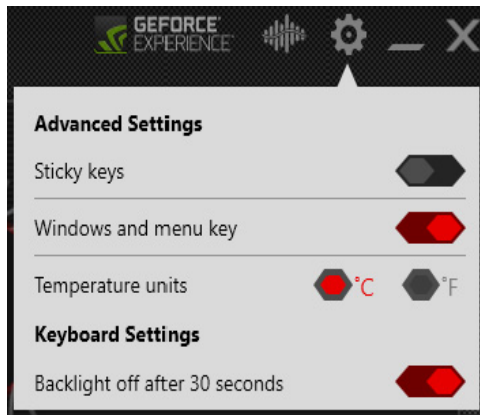 GEFORCE
EXPERIENCE
Advanced Settings
Sticky keys
Windows and menu key
Temperature units °C °F
Keyboard Settings
Backlight off after 30 seconds